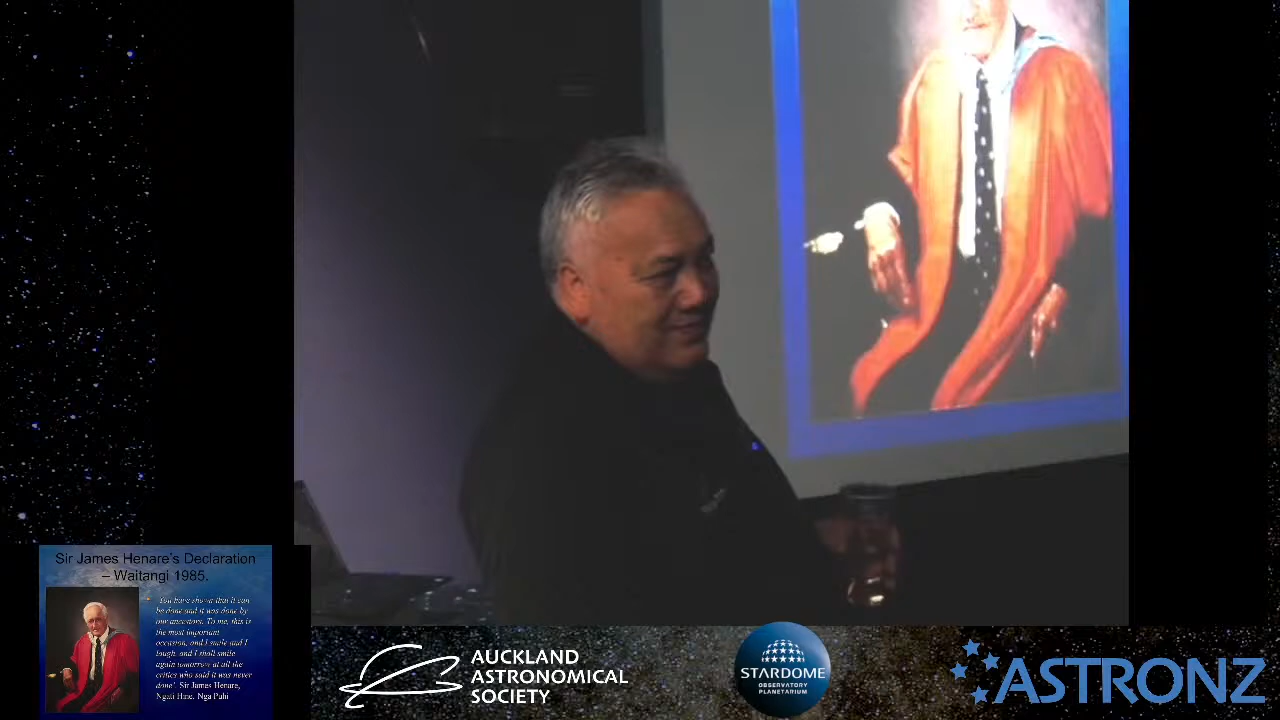 Sir James Henare's Declaration
– Waitangi 1985.
'You have shown that it can
be done and it was done by
our ancestors. To me, this is
the most important
occasion, and I smile and I
laugh, and I shall smile
again tomorrow at all the
critics who said it was never
done'. Sir James Henare,
Ngati Hine, Nga Puhi
AUCKLAND
ASTRONOMICAL
SOCIETY
STARDOME
OBSERVATORY
PLANETARIUM
ASTRONZ